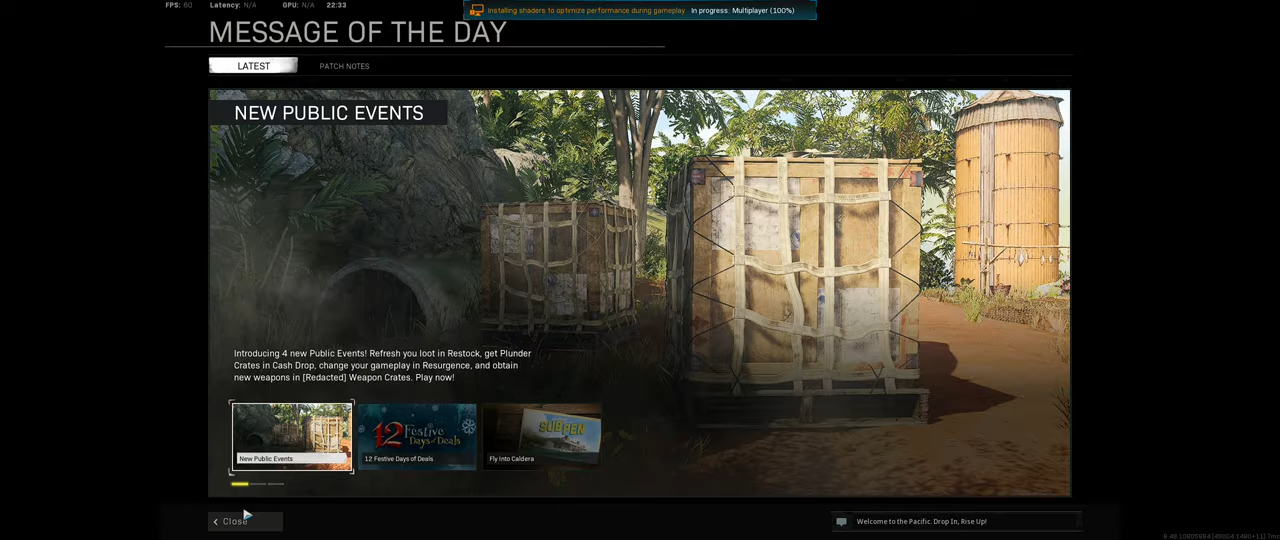 FPS: 60 Latency: N/A GPU: N/A 22:33
Installing shaders to optimize performance during gameplay. In progress: Multiplayer (100%)
MESSAGE OF THE DAY
LATEST PATCH NOTES
NEW PUBLIC EVENTS
Introducing 4 new Public Events! Refresh you loot in Restock, get Plunder
Crates in Cash Drop, change your gameplay in Resurgence, and obtain
new weapons in [Redacted] Weapon Crates. Play now!
12 Festive
Days of Deals
SUBPEN
New Public Events
12 Festive Days of Deals
Fly Into Caldera
Close
Welcome to the Pacific. Drop In, Rise Up!